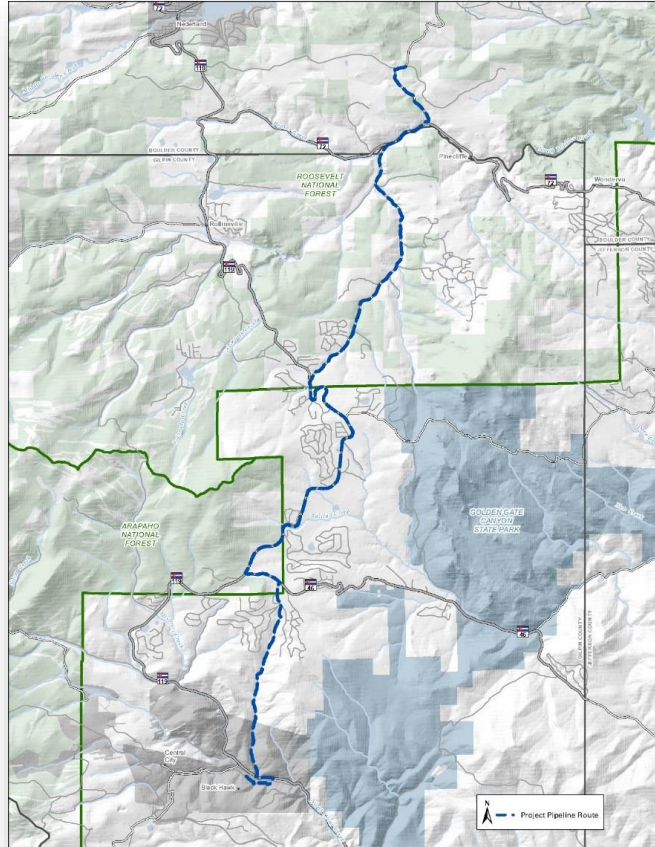 72
Nederland
119
72
BOULDER COUNTY
GILPIN COUNTY
Pinecliffe
72
Wondervu
ROOSEVELT
NATIONAL
FOREST
Rollinsville
BOULDER COUNTY
JEFFERSON COUNTY
119
GOLDEN GATE
CANYON
STATE PARK
ARAPAHO
NATIONAL
FOREST
119
46
46
GILPIN COUNTY
JEFFERSON COUNTY
119
Central
City
Black Hawk
N
Project Pipeline Route